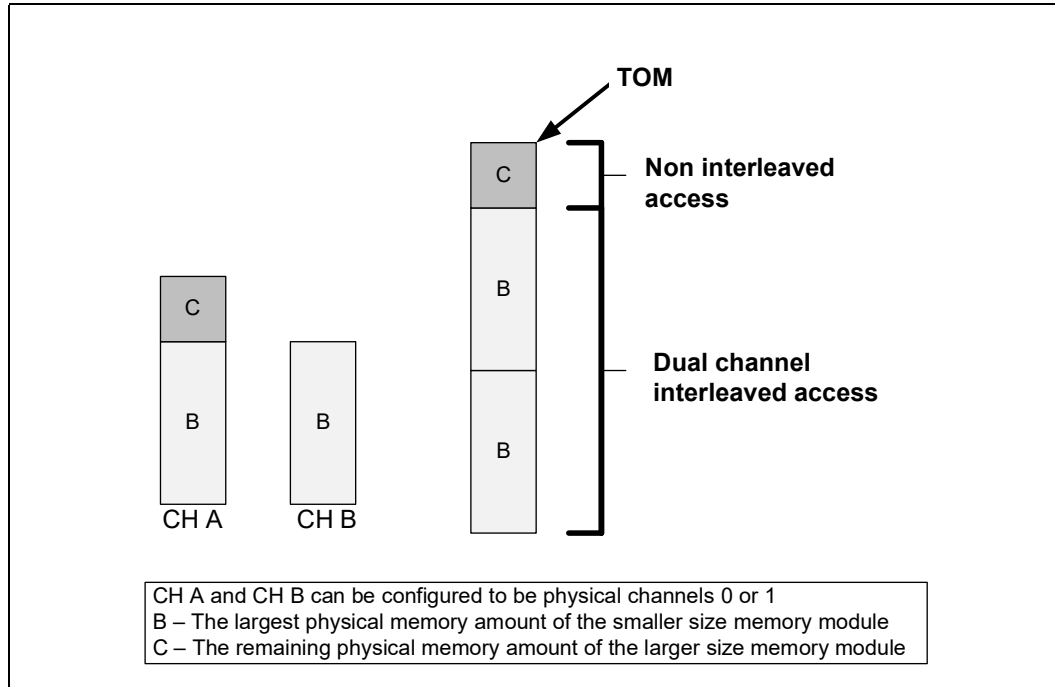 TOM
C
Non interleaved
access
B
C
B
B
Dual channel
interleaved access
B
CH A
CH B
CH A and CH B can be configured to be physical channels 0 or 1
B – The largest physical memory amount of the smaller size memory module
C – The remaining physical memory amount of the larger size memory module